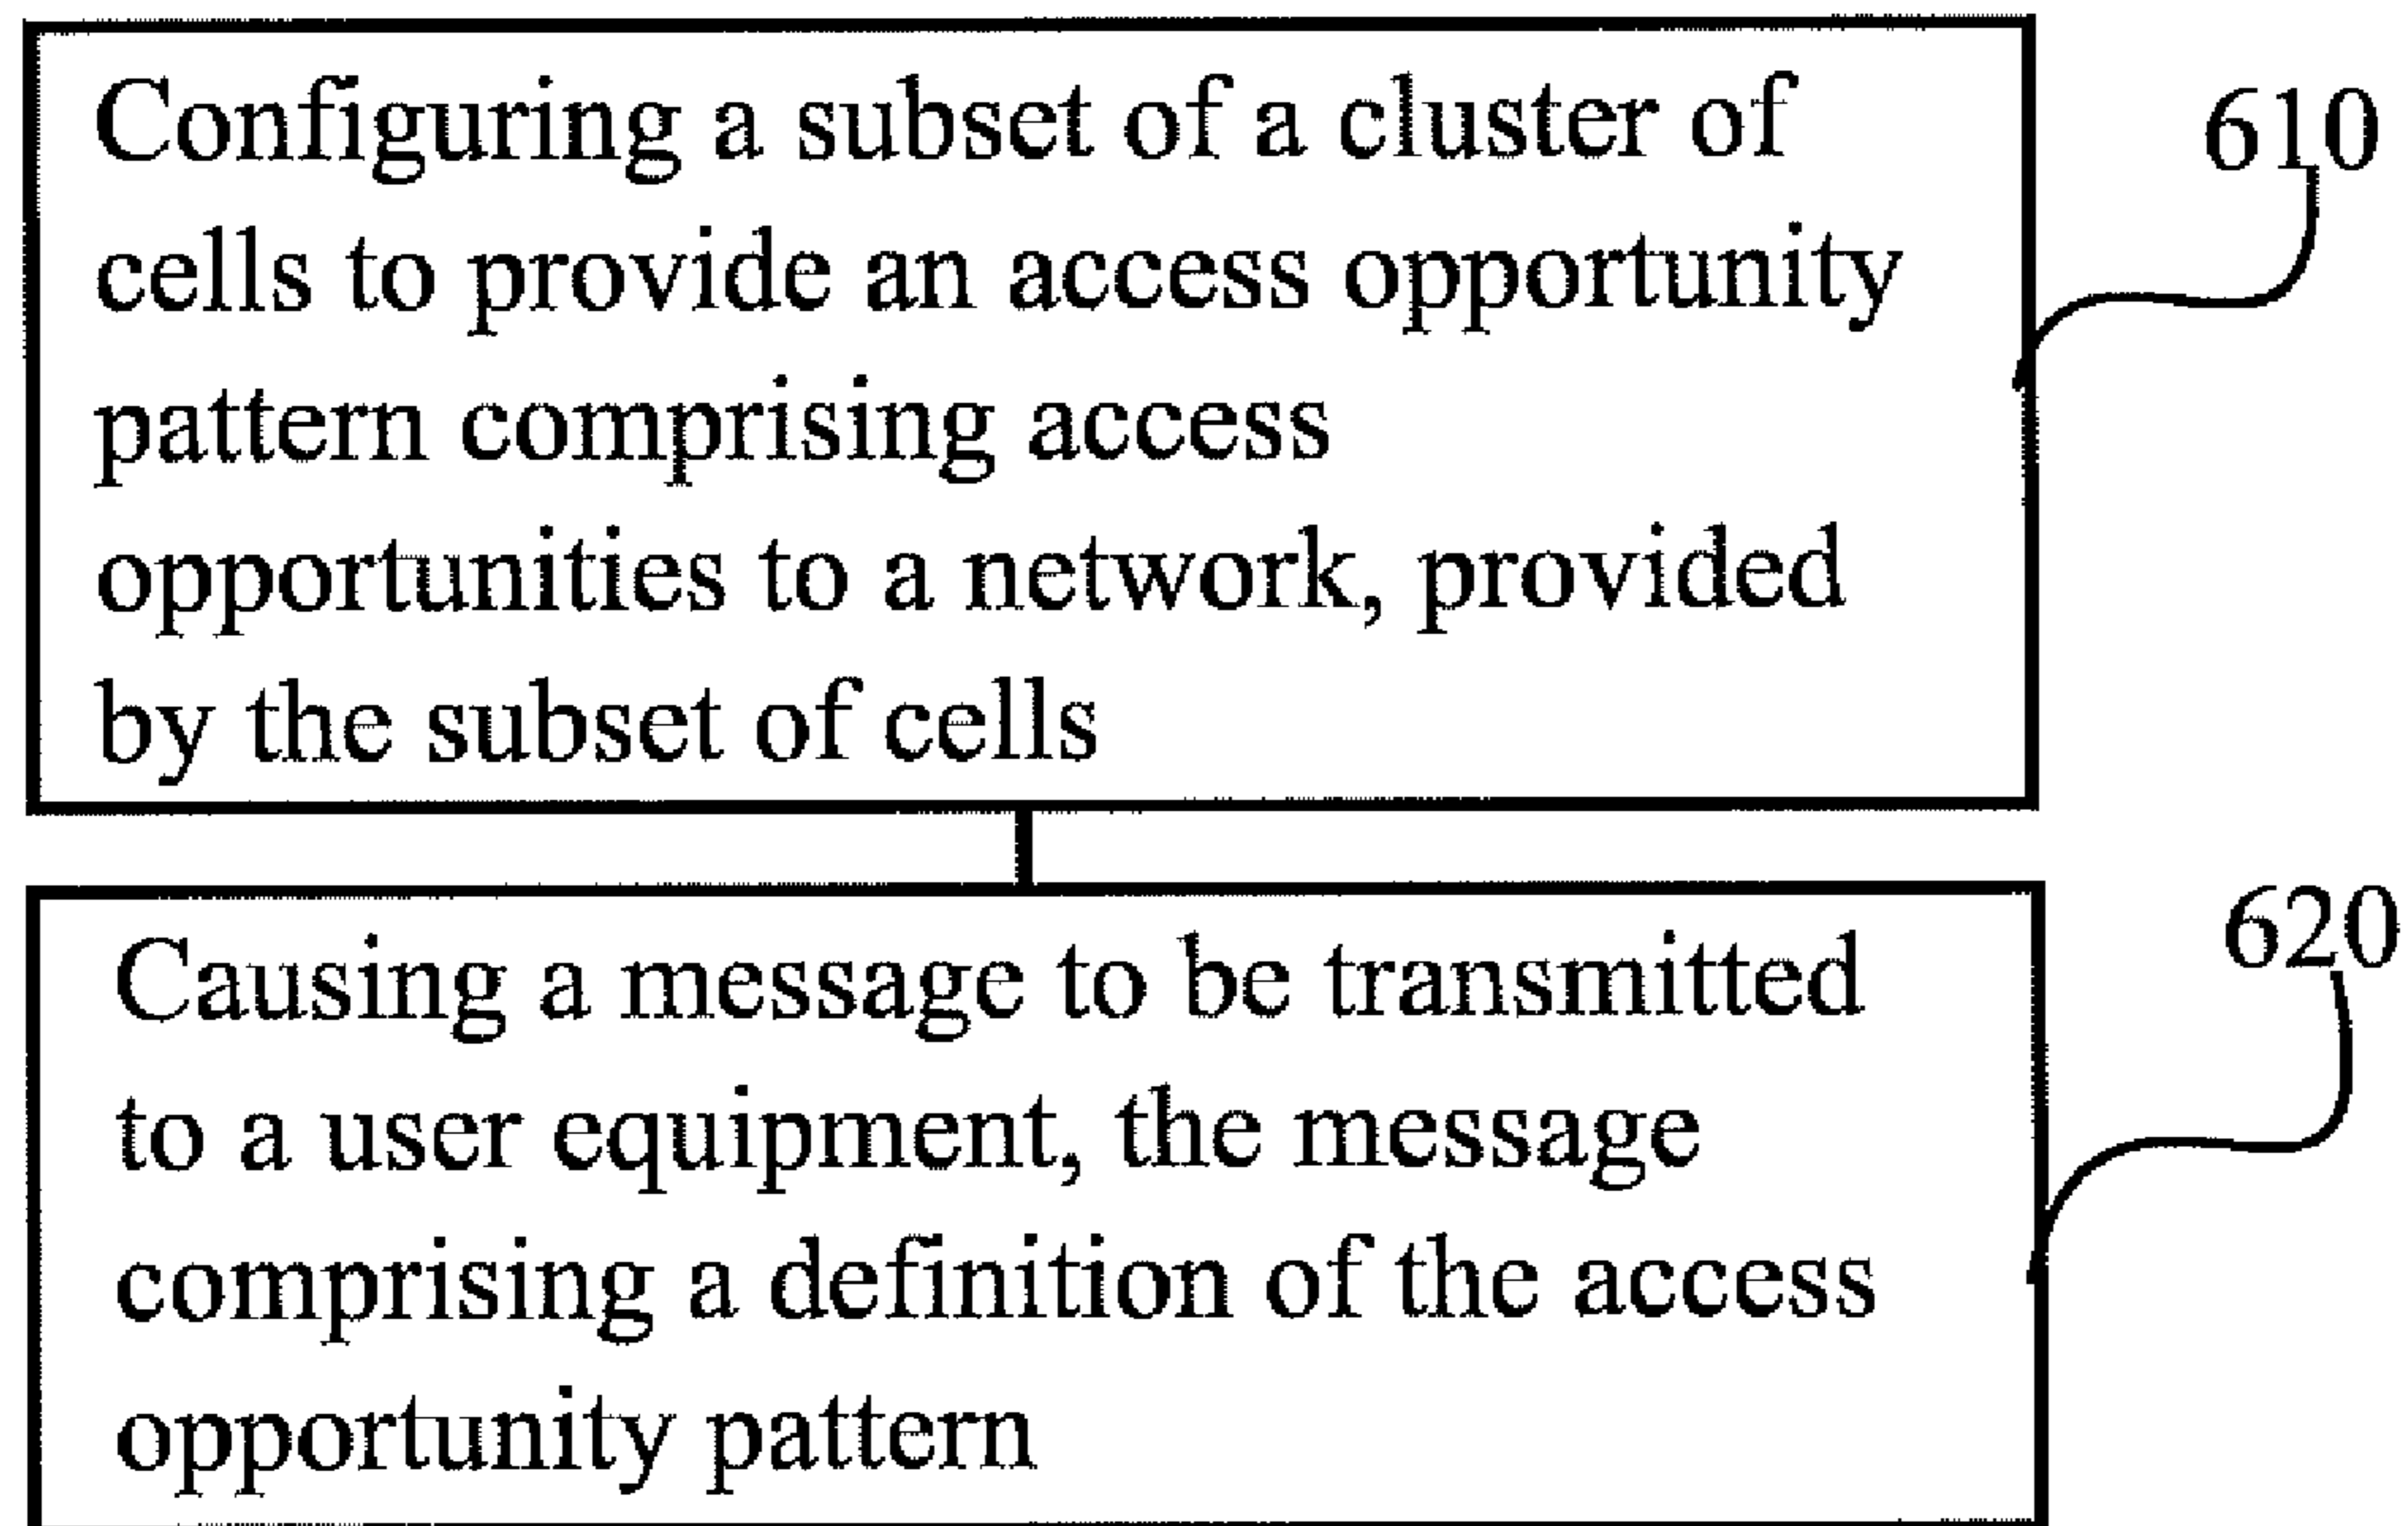 Configuring a subset of a cluster of
cells to provide an access opportunity
pattern comprising access
opportunities to a network, provided
by the subset of cells
610
Causing a message to be transmitted
to a user equipment, the message
comprising a definition of the access
opportunity pattern
620